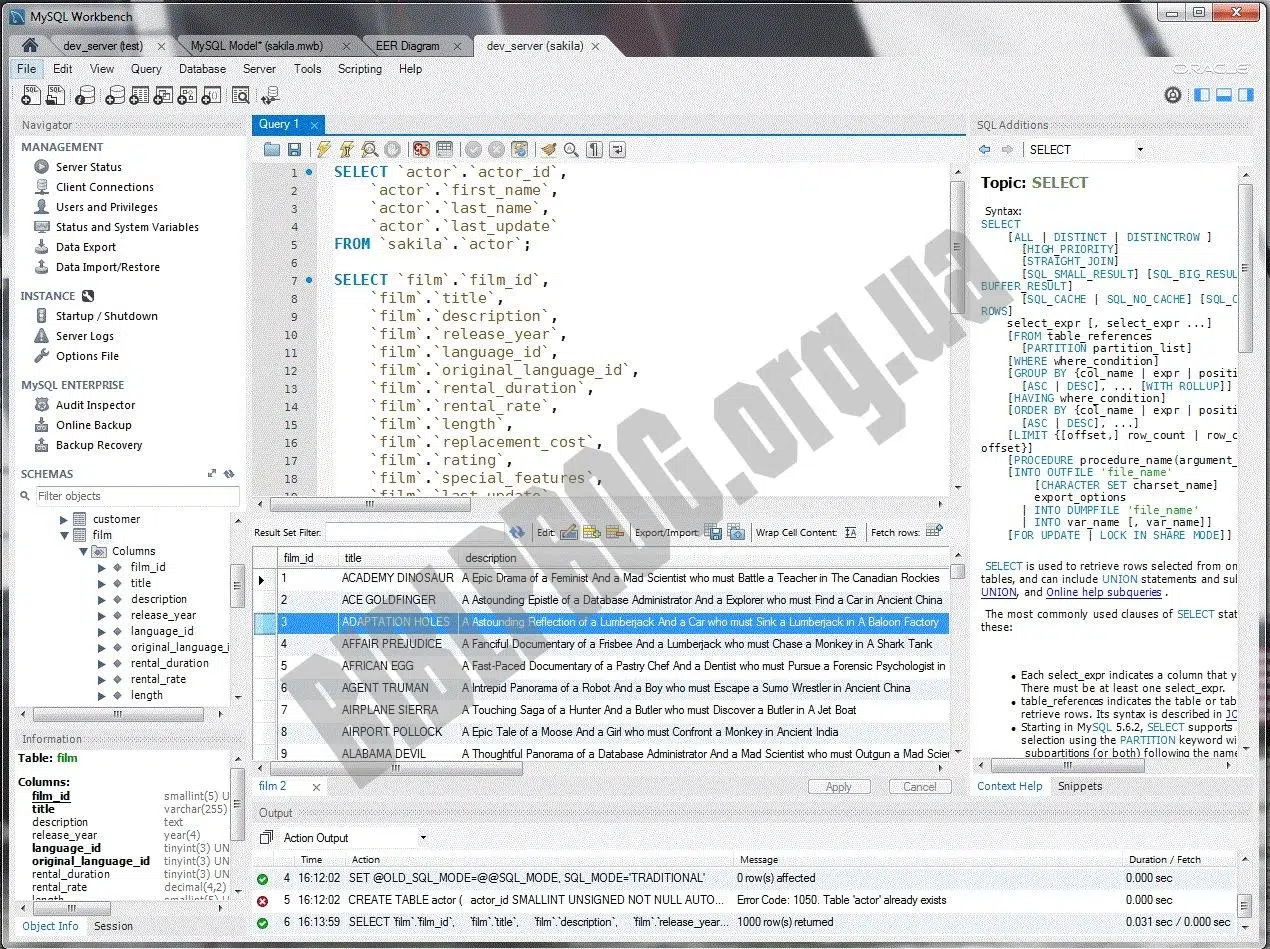 MySQL Workbench
dev_server (test) MySQL Model* (sakila.mwb) EER Diagram dev_server (sakila)
File Edit View Query Database Server Tools Scripting Help
ORACLE
Navigator
MANAGEMENT
Server Status
Client Connections
Users and Privileges
Status and System Variables
Data Export
Data Import/Restore
INSTANCE
Startup / Shutdown
Server Logs
Options File
MySQL ENTERPRISE
Audit Inspector
Online Backup
Backup Recovery
SCHEMAS
Filter objects
customer
film
Columns
film_id
title
description
release_year
language_id
original_language_i
rental_duration
rental_rate
length
Information
Table: film
Columns:
film_id smallint(5) U
title varchar(255)
description text
release_year year(4)
language_id tinyint(3) UN
original_language_id tinyint(3) UN
rental_duration tinyint(3) UN
rental_rate decimal(4,2)
Object Info Session
Query 1
1 SELECT `actor`.`actor_id`,
2 `actor`.`first_name`,
3 `actor`.`last_name`,
4 `actor`.`last_update`
5 FROM `sakila`.`actor`;
6
7 SELECT `film`.`film_id`,
8 `film`.`title`,
9 `film`.`description`,
10 `film`.`release_year`,
11 `film`.`language_id`,
12 `film`.`original_language_id`,
13 `film`.`rental_duration`,
14 `film`.`rental_rate`,
15 `film`.`length`,
16 `film`.`replacement_cost`,
17 `film`.`rating`,
18 `film`.`special_features`,
19 `film`.`last_update`
Result Set Filter: Edit: Export/Import: Wrap Cell Content: Fetch rows:
film_id title description
1 ACADEMY DINOSAUR A Epic Drama of a Feminist And a Mad Scientist who must Battle a Teacher in The Canadian Rockies
2 ACE GOLDFINGER A Astounding Epistle of a Database Administrator And a Explorer who must Find a Car in Ancient China
3 ADAPTATION HOLES A Astounding Reflection of a Lumberjack And a Car who must Sink a Lumberjack in A Baloon Factory
4 AFFAIR PREJUDICE A Fanciful Documentary of a Frisbee And a Lumberjack who must Chase a Monkey in A Shark Tank
5 AFRICAN EGG A Fast-Paced Documentary of a Pastry Chef And a Dentist who must Pursue a Forensic Psychologist in
6 AGENT TRUMAN A Intrepid Panorama of a Robot And a Boy who must Escape a Sumo Wrestler in Ancient China
7 AIRPLANE SIERRA A Touching Saga of a Hunter And a Butler who must Discover a Butler in A Jet Boat
8 AIRPORT POLLOCK A Epic Tale of a Moose And a Girl who must Confront a Monkey in Ancient India
9 ALABAMA DEVIL A Thoughtful Panorama of a Database Administrator And a Mad Scientist who must Outgun a Mad Scie
film 2 Apply Cancel
Output
Action Output
Time Action Message Duration / Fetch
4 16:12:02 SET @OLD_SQL_MODE=@@SQL_MODE, SQL_MODE='TRADITIONAL' 0 row(s) affected 0.000 sec
5 16:12:02 CREATE TABLE actor ( actor_id SMALLINT UNSIGNED NOT NULL AUTO... Error Code: 1050. Table 'actor' already exists 0.000 sec
6 16:13:59 SELECT `film`.`film_id`, `film`.`title`, `film`.`description`, `film`.`release_year... 1000 row(s) returned 0.031 sec / 0.000 sec
SQL Additions
SELECT
Topic: SELECT
Syntax:
SELECT
[ALL | DISTINCT | DISTINCTROW ]
[HIGH_PRIORITY]
[STRAIGHT_JOIN]
[SQL_SMALL_RESULT] [SQL_BIG_RESUL
BUFFER_RESULT]
[SQL_CACHE | SQL_NO_CACHE] [SQL_C
ROWS]
select_expr [, select_expr ...]
[FROM table_references
[PARTITION partition_list]
[WHERE where_condition]
[GROUP BY {col_name | expr | positi
[ASC | DESC], ... [WITH ROLLUP]]
[HAVING where_condition]
[ORDER BY {col_name | expr | positi
[ASC | DESC], ...]
[LIMIT {[offset,] row_count | row_c
offset}]
[PROCEDURE procedure_name(argument_
[INTO OUTFILE 'file_name'
[CHARACTER SET charset_name]
export_options
| INTO DUMPFILE 'file_name'
| INTO var_name [, var_name]]
[FOR UPDATE | LOCK IN SHARE MODE]]
SELECT is used to retrieve rows selected from on
tables, and can include UNION statements and sul
UNION, and Online help subqueries .
The most commonly used clauses of SELECT stat
these:
Each select_expr indicates a column that y
There must be at least one select_expr.
table_references indicates the table or tab
retrieve rows. Its syntax is described in JO
Starting in MySQL 5.6.2, SELECT supports
selection using the PARTITION keyword wi
subpartitions (or both) following the name
Context Help Snippets
BIBLPROG.org.ua